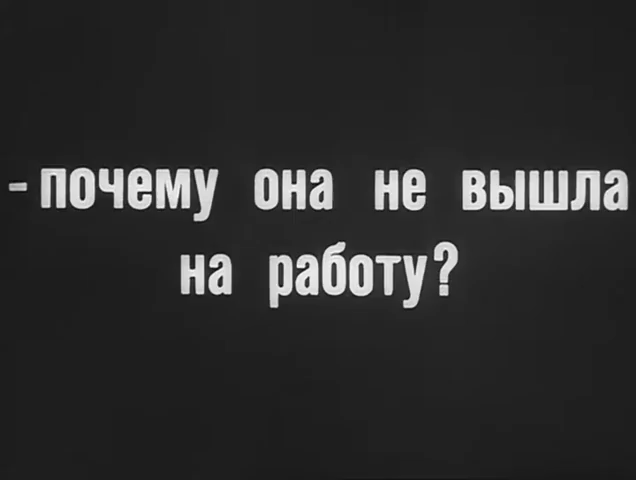 -почему она не вышла
на работу?